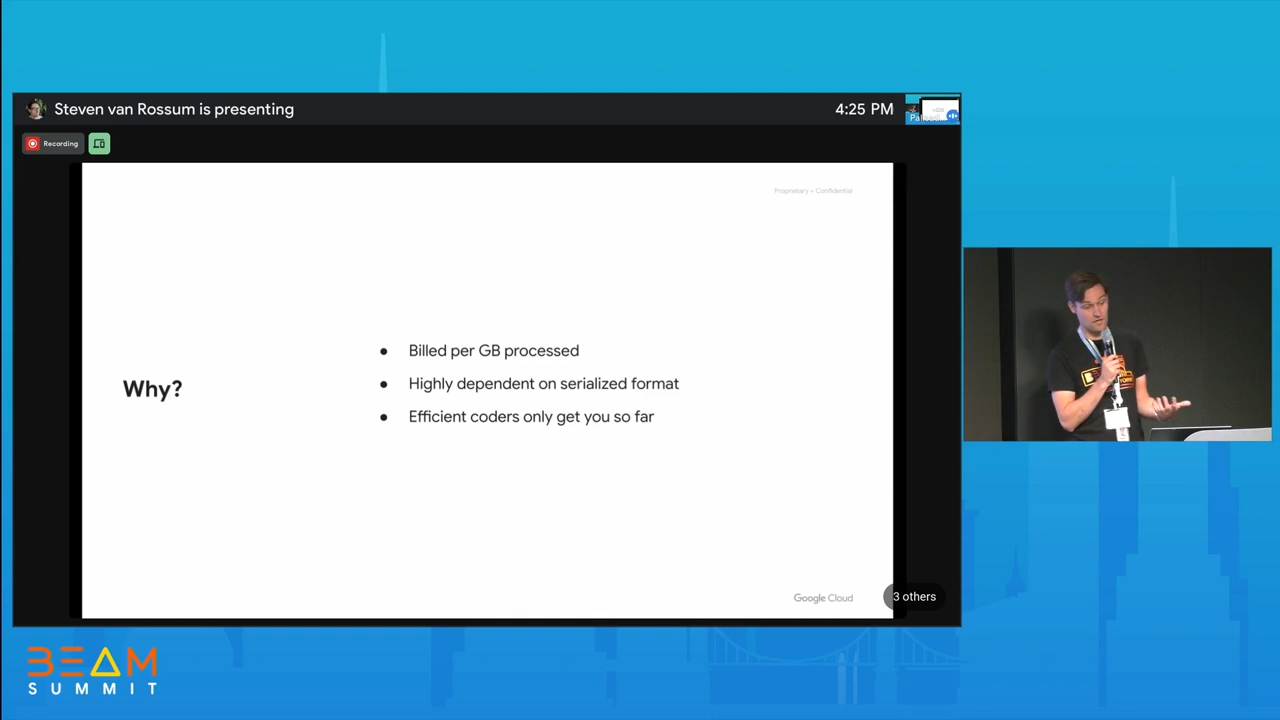 Steven van Rossum is presenting
4:25 PM
Recording
Proprietary + Confidential
Why?
● Billed per GB processed
● Highly dependent on serialized format
● Efficient coders only get you so far
Google Cloud
3 others
BEAM
SUMMIT